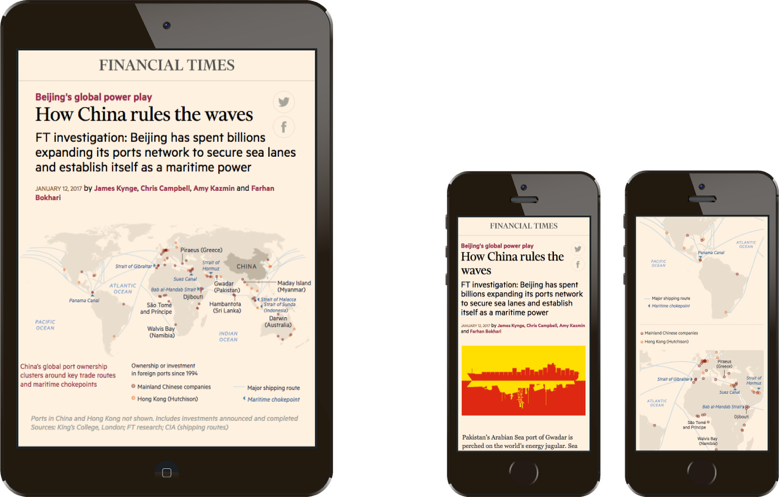 FINANCIAL TIMES
Beijing's global power play
How China rules the waves
FT investigation: Beijing has spent billions
expanding its ports network to secure sea lanes
and establish itself as a maritime power
JANUARY 12, 2017 by James Kynge, Chris Campbell, Amy Kazmin and Farhan
Bokhari
Piraeus (Greece)
Strait of Gibraltar
Suez Canal
Strait of
Hormuz
CHINA
ATLANTIC
OCEAN
Panama Canal
Bab al-Mandab Strait
Djibouti
Gwadar
(Pakistan)
Maday Island
(Myanmar)
São Tome
and Principe
Hambantota
(Sri Lanka)
Strait of Malacca
Strait of Sunda
(Indonesia)
Darwin
(Australia)
PACIFIC
OCEAN
Walvis Bay
(Namibia)
INDIAN
OCEAN
China's global port ownership
clusters around key trade routes
and maritime chokepoints
Ownership or investment
in foreign ports since 1994
Mainland Chinese companies
Hong Kong (Hutchison)
Major shipping route
Maritime chokepoint
Ports in China and Hong Kong not shown. Includes investments announced and completed
Sources: King's College, London; FT research; CIA (shipping routes)
FINANCIAL TIMES
Beijing's global power play
How China rules the
waves
FT investigation: Beijing has spent
billions expanding its ports network
to secure sea lanes and establish
itself as a maritime power
JANUARY 12, 2017 by James Kynge, Chris Campbell, Amy Kazmin
and Farhan Bokhari
Pakistan's Arabian Sea port of Gwadar is
perched on the world's energy jugular. Sea
PACIFIC
OCEAN
Panama Canal
ATLANTIC
OCEAN
Major shipping route
Maritime chokepoint
Mainland Chinese companies
Hong Kong (Hutchison)
Piraeus
(Greece)
Strait of Gibraltar
Suez Canal
Strait of
Hormuz
ATLANTIC
OCEAN
Bab al-Mandab Strait
Djibouti
São Tome
and Principe
Walvis Bay
(Namibia)